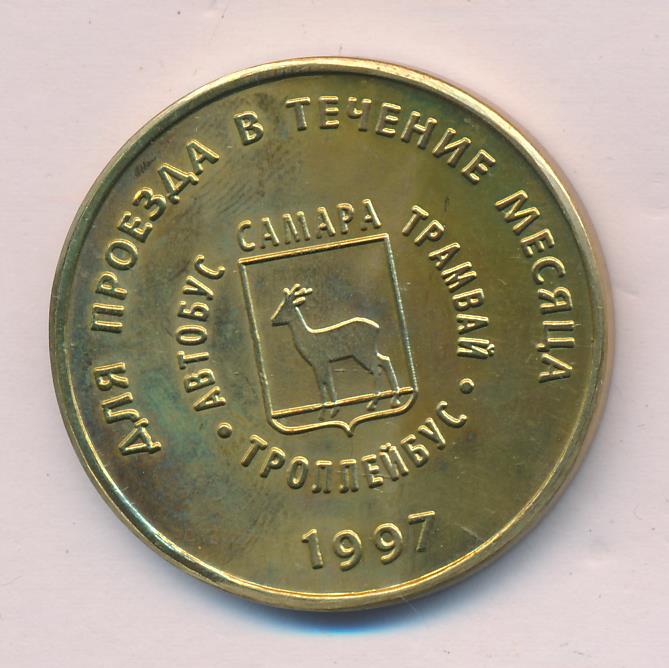 ДЛЯ ПРОЕЗДА В ТЕЧЕНИЕ МЕСЯЦА
САМАРА
АВТОБУС
ТРАМВАЙ
• ТРОЛЛЕЙБУС •
1997